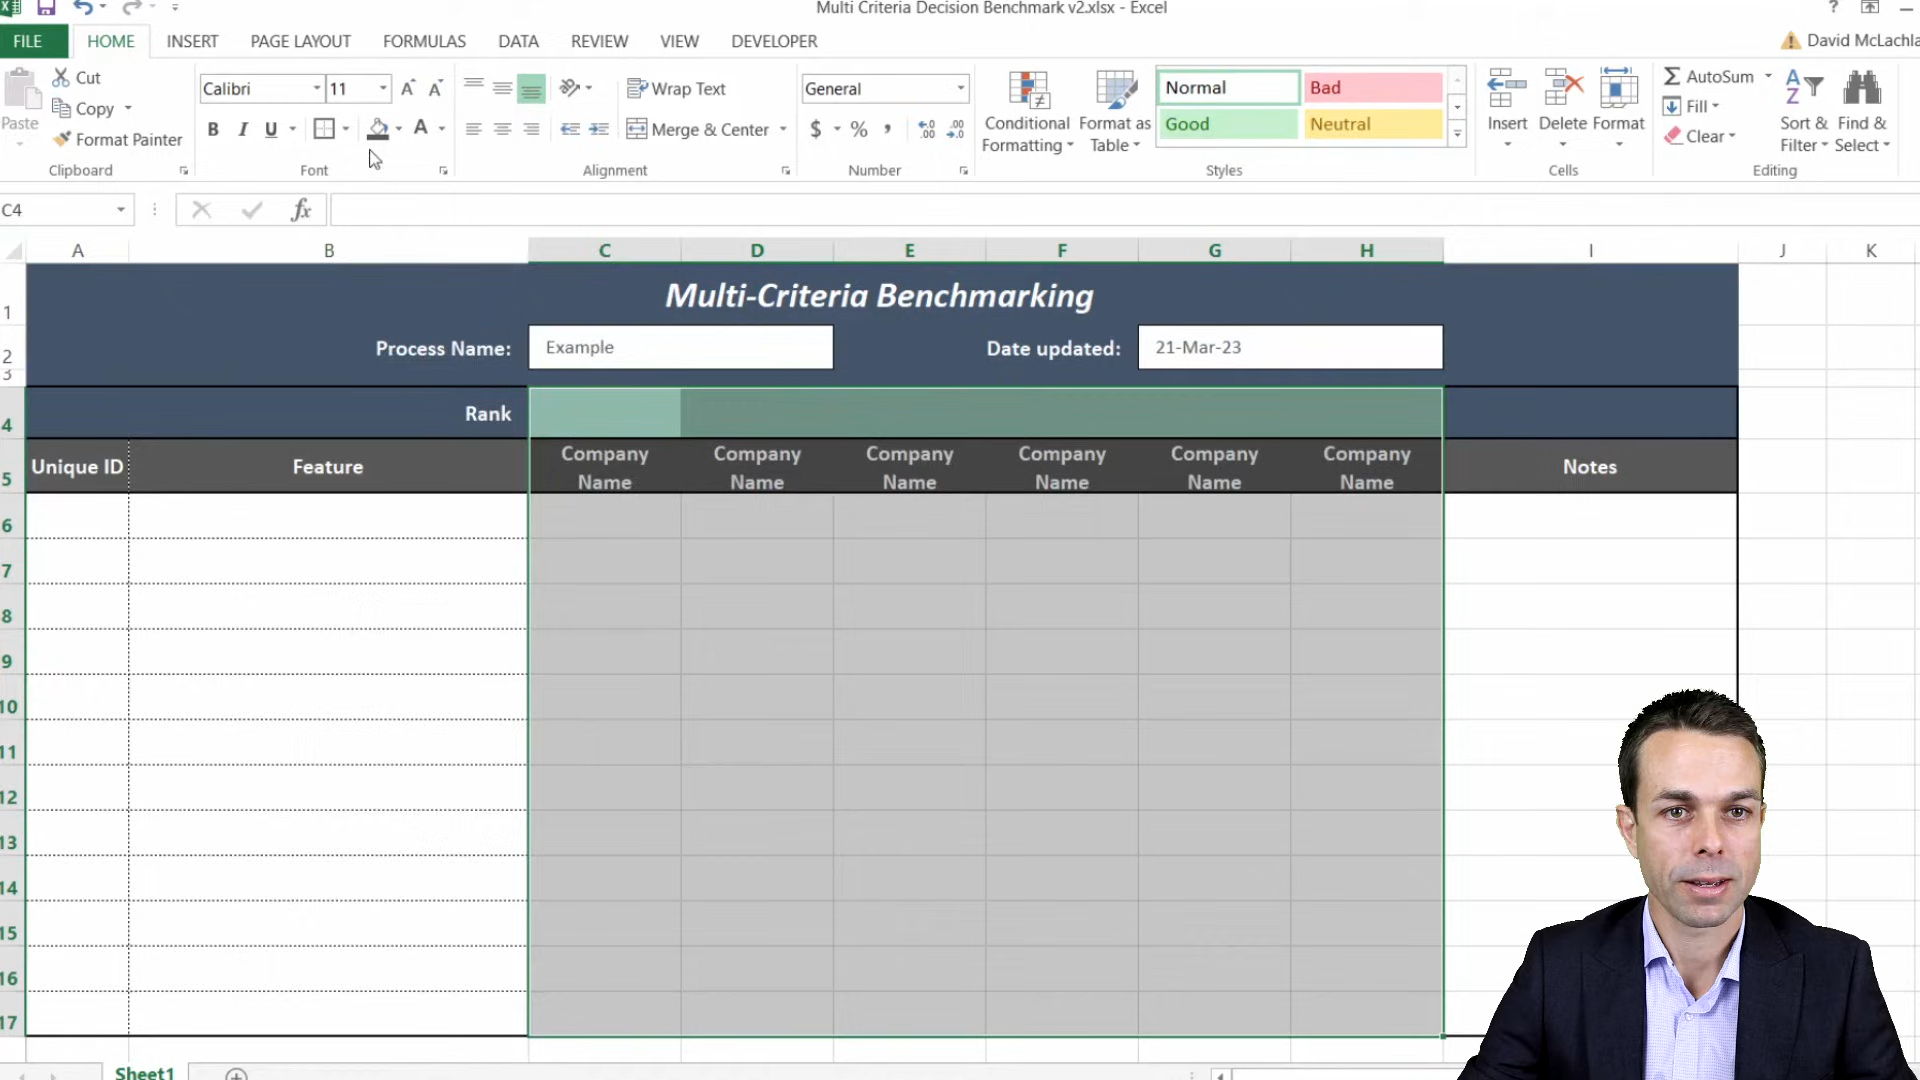 Multi Criteria Decision Benchmark v2.xlsx - Excel
?
FILE HOME INSERT PAGE LAYOUT FORMULAS DATA REVIEW VIEW DEVELOPER David McLachla
Paste
Cut
Copy
Format Painter
Clipboard
Calibri 11
B I U A
Font
Wrap Text
Merge & Center
Alignment
General
$ % ,
Number
Conditional
Formatting
Format as
Table
Normal Bad
Good Neutral
Styles
Insert Delete Format
Cells
AutoSum
Fill
Clear
Sort &
Filter
Find &
Select
Editing
C4 fx
A B C D E F G H I J K
1 Multi-Criteria Benchmarking
2 Process Name: Example Date updated: 21-Mar-23
3
4 Rank
5 Unique ID Feature Company Name Company Name Company Name Company Name Company Name Company Name Notes
6
7
8
9
10
11
12
13
14
15
16
17
Sheet1